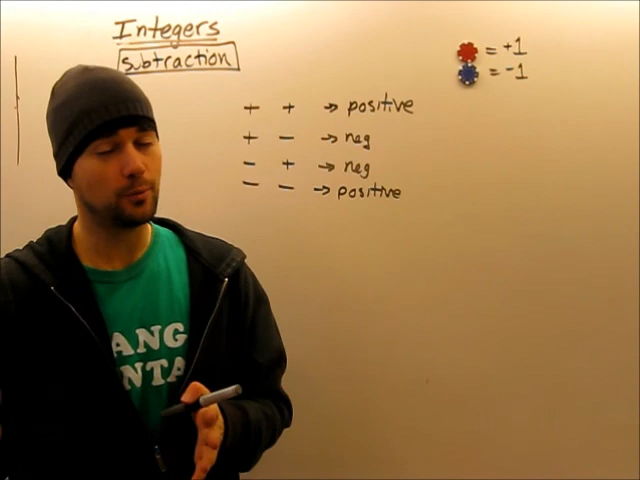 Integers
subtraction
+ + → positive
+ - → neg
- + → neg
- - → positive
= +1
= -1
ANG
NTA